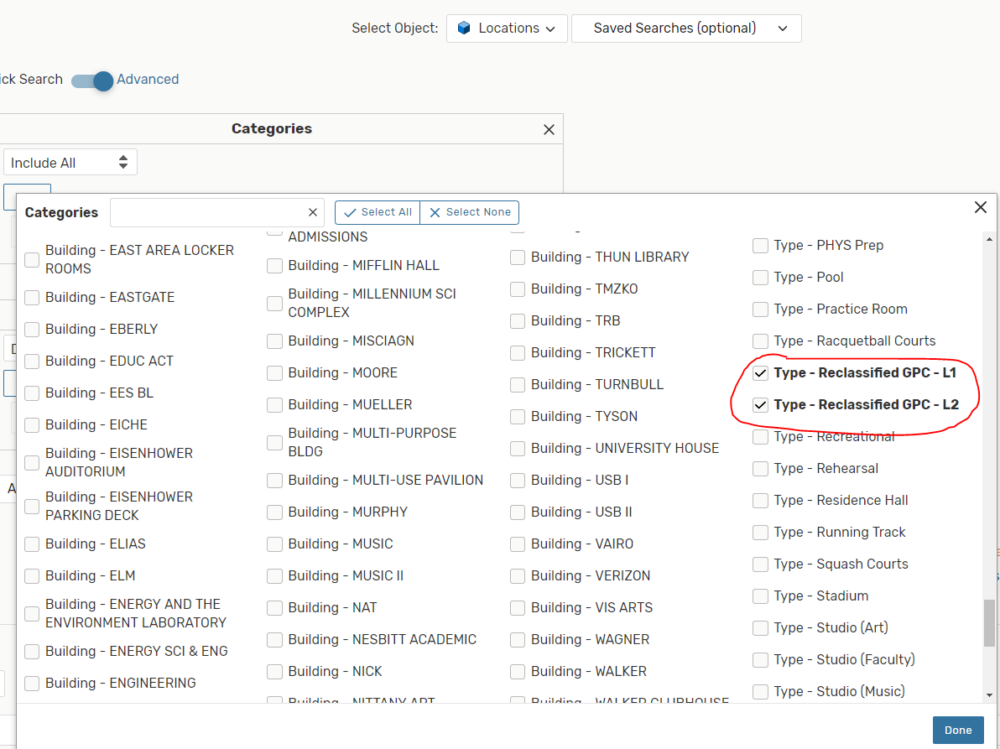 Select Object: Locations Saved Searches (optional)
ick Search Advanced
Categories
Include All
Categories Select All Select None
Building - EAST AREA LOCKER
ROOMS
Building - EASTGATE
Building - EBERLY
Building - EDUC ACT
Building - EES BL
Building - EICHE
Building - EISENHOWER
AUDITORIUM
Building - EISENHOWER
PARKING DECK
Building - ELIAS
Building - ELM
Building - ENERGY AND THE
ENVIRONMENT LABORATORY
Building - ENERGY SCI & ENG
Building - ENGINEERING
ADMISSIONS
Building - MIFFLIN HALL
Building - MILLENNIUM SCI
COMPLEX
Building - MISCIAGN
Building - MOORE
Building - MUELLER
Building - MULTI-PURPOSE
BLDG
Building - MULTI-USE PAVILION
Building - MURPHY
Building - MUSIC
Building - MUSIC II
Building - NAT
Building - NESBITT ACADEMIC
Building - NICK
Building - NITTANY ART
Building - THUN LIBRARY
Building - TMZKO
Building - TRB
Building - TRICKETT
Building - TURNBULL
Building - TYSON
Building - UNIVERSITY HOUSE
Building - USB I
Building - USB II
Building - VAIRO
Building - VERIZON
Building - VIS ARTS
Building - WAGNER
Building - WALKER
Building - WALKER CLUBHOUSE
Type - PHYS Prep
Type - Pool
Type - Practice Room
Type - Racquetball Courts
Type - Reclassified GPC - L1
Type - Reclassified GPC - L2
Type - Recreational
Type - Rehearsal
Type - Residence Hall
Type - Running Track
Type - Squash Courts
Type - Stadium
Type - Studio (Art)
Type - Studio (Faculty)
Type - Studio (Music)
Done